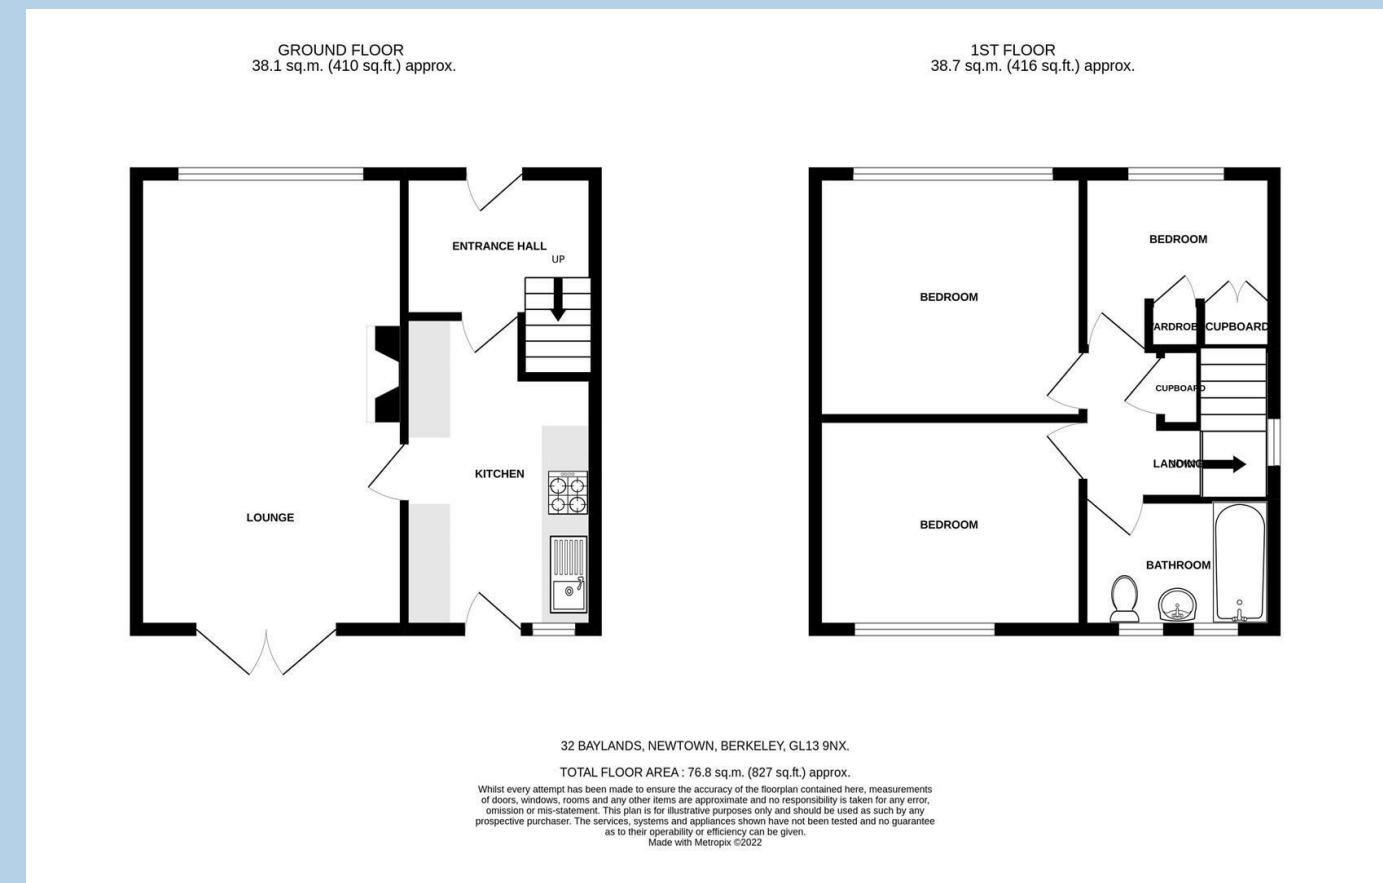 GROUND FLOOR
38.1 sq.m. (410 sq.ft.) approx.
1ST FLOOR
38.7 sq.m. (416 sq.ft.) approx.
ENTRANCE HALL
UP
KITCHEN
LOUNGE
BEDROOM
BEDROOM
ARDROB
CUPBOARD
CUPBOARD
LANDING
DOWN
BEDROOM
BATHROOM
32 BAYLANDS, NEWTOWN, BERKELEY, GL13 9NX.
TOTAL FLOOR AREA : 76.8 sq.m. (827 sq.ft.) approx.
Whilst every attempt has been made to ensure the accuracy of the floorplan contained here, measurements
of doors, windows, rooms and any other items are approximate and no responsibility is taken for any error,
omission or mis-statement. This plan is for illustrative purposes only and should be used as such by any
prospective purchaser. The services, systems and appliances shown have not been tested and no guarantee
as to their operability or efficiency can be given.
Made with Metropix ©2022